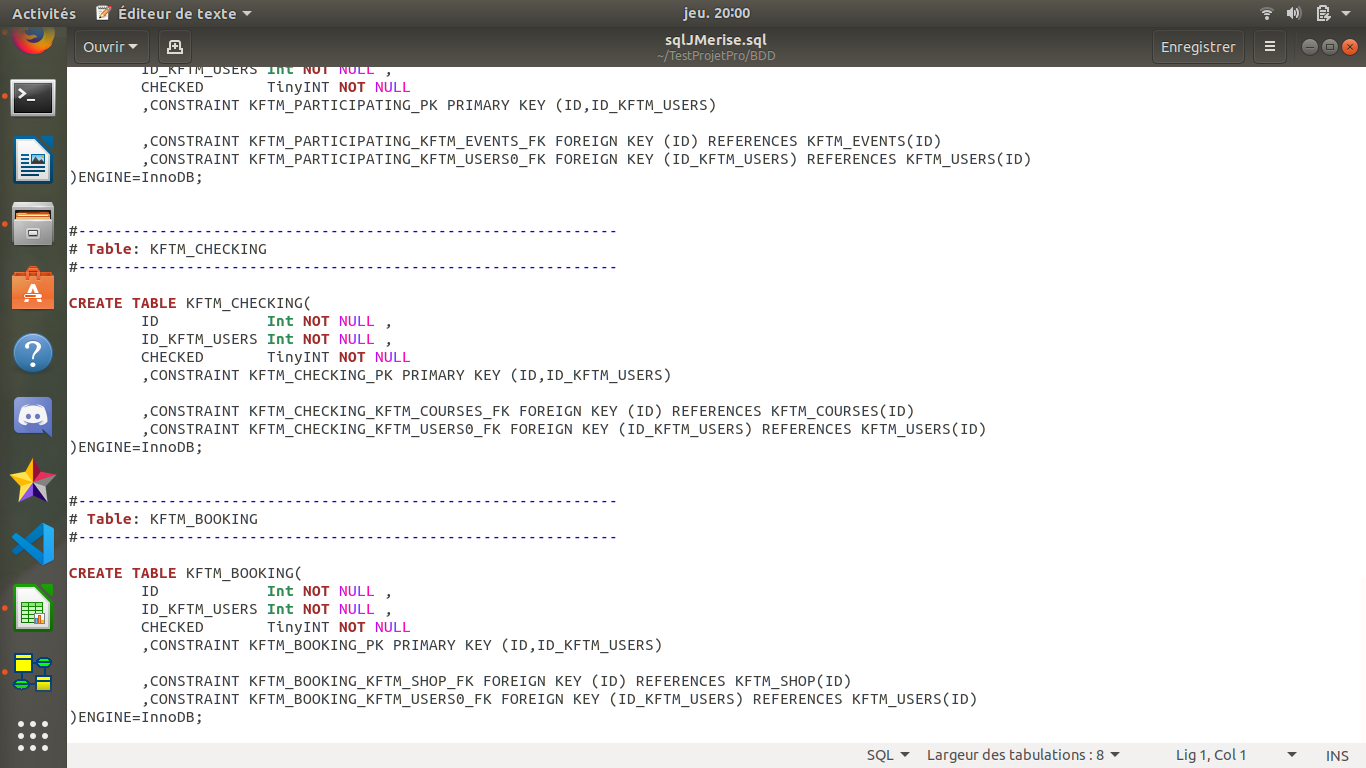 Activités
Éditeur de texte
jeu. 20:00
Ouvrir
sqlJMerise.sql
~/TestProjetPro/BDD
Enregistrer
ID_KFTM_USERS Int NOT NULL ,
CHECKED TinyINT NOT NULL
,CONSTRAINT KFTM_PARTICIPATING_PK PRIMARY KEY (ID,ID_KFTM_USERS)
,CONSTRAINT KFTM_PARTICIPATING_KFTM_EVENTS_FK FOREIGN KEY (ID) REFERENCES KFTM_EVENTS(ID)
,CONSTRAINT KFTM_PARTICIPATING_KFTM_USERS0_FK FOREIGN KEY (ID_KFTM_USERS) REFERENCES KFTM_USERS(ID)
)ENGINE=InnoDB;
#------------------------------------------------------------
# Table: KFTM_CHECKING
#------------------------------------------------------------
CREATE TABLE KFTM_CHECKING(
ID Int NOT NULL ,
ID_KFTM_USERS Int NOT NULL ,
CHECKED TinyINT NOT NULL
,CONSTRAINT KFTM_CHECKING_PK PRIMARY KEY (ID,ID_KFTM_USERS)
,CONSTRAINT KFTM_CHECKING_KFTM_COURSES_FK FOREIGN KEY (ID) REFERENCES KFTM_COURSES(ID)
,CONSTRAINT KFTM_CHECKING_KFTM_USERS0_FK FOREIGN KEY (ID_KFTM_USERS) REFERENCES KFTM_USERS(ID)
)ENGINE=InnoDB;
#------------------------------------------------------------
# Table: KFTM_BOOKING
#------------------------------------------------------------
CREATE TABLE KFTM_BOOKING(
ID Int NOT NULL ,
ID_KFTM_USERS Int NOT NULL ,
CHECKED TinyINT NOT NULL
,CONSTRAINT KFTM_BOOKING_PK PRIMARY KEY (ID,ID_KFTM_USERS)
,CONSTRAINT KFTM_BOOKING_KFTM_SHOP_FK FOREIGN KEY (ID) REFERENCES KFTM_SHOP(ID)
,CONSTRAINT KFTM_BOOKING_KFTM_USERS0_FK FOREIGN KEY (ID_KFTM_USERS) REFERENCES KFTM_USERS(ID)
)ENGINE=InnoDB;
SQL
Largeur des tabulations : 8
Lig 1, Col 1
INS